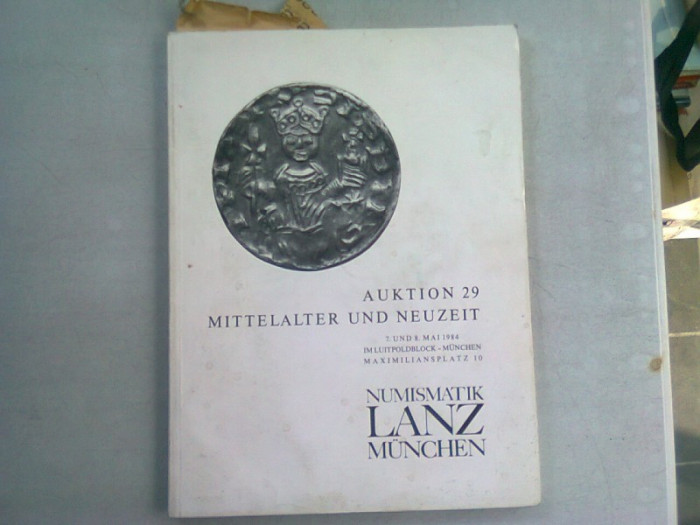 AUKTION 29
MITTELALTER UND NEUZEIT
7. UND 8. MAI 1984
IM LUITPOLDBLOCK – MÜNCHEN
MAXIMILIANSPLATZ 10
NUMISMATIK
LANZ
MÜNCHEN